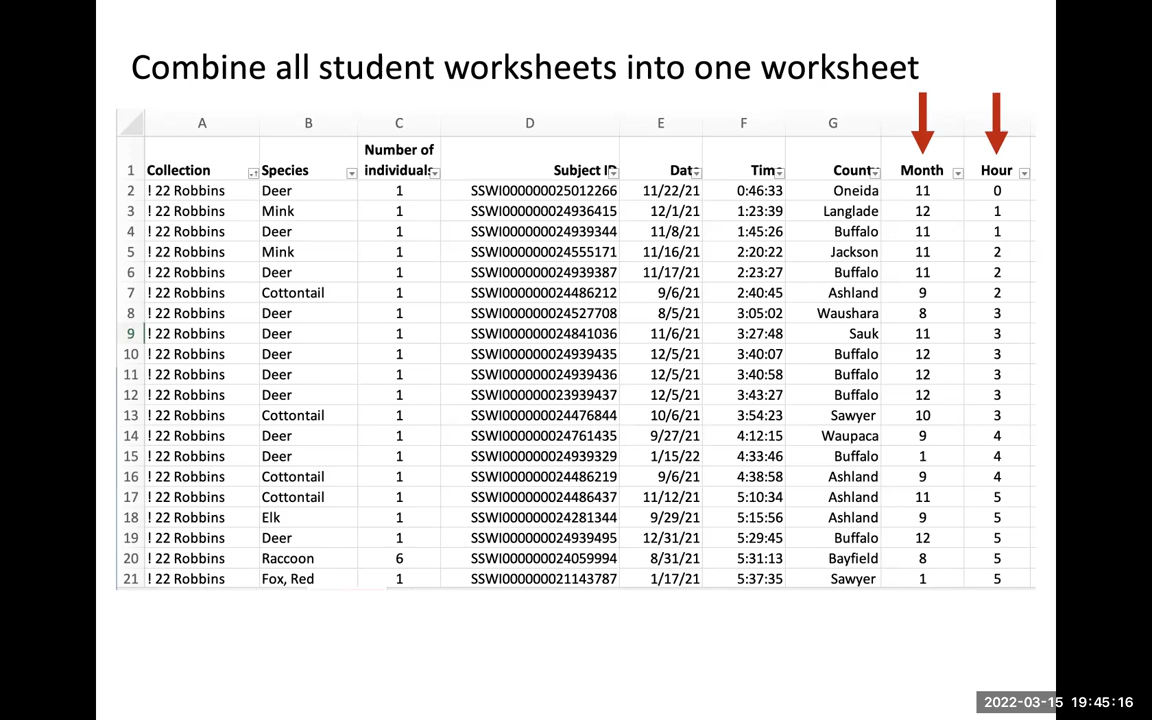 Combine all student worksheets into one worksheet
A B C D E F G
Number of
1 Collection Species individuals Subject ID Dat Tim Count Month Hour
2 ! 22 Robbins Deer 1 SSWI000000025012266 11/22/21 0:46:33 Oneida 11 0
3 ! 22 Robbins Mink 1 SSWI000000024936415 12/1/21 1:23:39 Langlade 12 1
4 ! 22 Robbins Deer 1 SSWI000000024939344 11/8/21 1:45:26 Buffalo 11 1
5 ! 22 Robbins Mink 1 SSWI000000024555171 11/16/21 2:20:22 Jackson 11 2
6 ! 22 Robbins Deer 1 SSWI000000024939387 11/17/21 2:23:27 Buffalo 11 2
7 ! 22 Robbins Cottontail 1 SSWI000000024486212 9/6/21 2:40:45 Ashland 9 2
8 ! 22 Robbins Deer 1 SSWI000000024527708 8/5/21 3:05:02 Waushara 8 3
9 ! 22 Robbins Deer 1 SSWI000000024841036 11/6/21 3:27:48 Sauk 11 3
10 ! 22 Robbins Deer 1 SSWI000000024939435 12/5/21 3:40:07 Buffalo 12 3
11 ! 22 Robbins Deer 1 SSWI000000024939436 12/5/21 3:40:58 Buffalo 12 3
12 ! 22 Robbins Deer 1 SSWI000000023939437 12/5/21 3:43:27 Buffalo 12 3
13 ! 22 Robbins Cottontail 1 SSWI000000024476844 10/6/21 3:54:23 Sawyer 10 3
14 ! 22 Robbins Deer 1 SSWI000000024761435 9/27/21 4:12:15 Waupaca 9 4
15 ! 22 Robbins Deer 1 SSWI000000024939329 1/15/22 4:33:46 Buffalo 1 4
16 ! 22 Robbins Cottontail 1 SSWI000000024486219 9/6/21 4:38:58 Ashland 9 4
17 ! 22 Robbins Cottontail 1 SSWI000000024486437 11/12/21 5:10:34 Ashland 11 5
18 ! 22 Robbins Elk 1 SSWI000000024281344 9/29/21 5:15:56 Ashland 9 5
19 ! 22 Robbins Deer 1 SSWI000000024939495 12/31/21 5:29:45 Buffalo 12 5
20 ! 22 Robbins Raccoon 6 SSWI000000024059994 8/31/21 5:31:13 Bayfield 8 5
21 ! 22 Robbins Fox, Red 1 SSWI000000021143787 1/17/21 5:37:35 Sawyer 1 5
2022-03-15 19:45:16